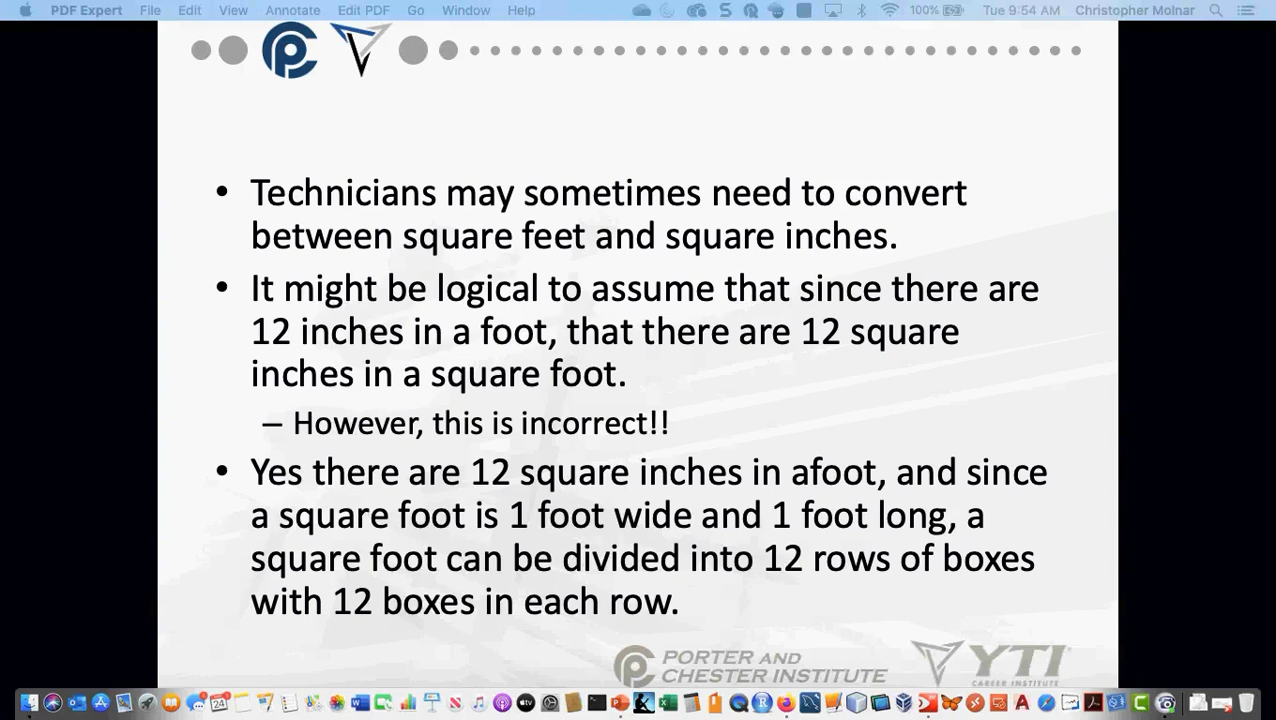 PDF Expert File Edit View Annotate Edit PDF Go Window Help 100% Tue 9:54 AM Christopher Molnar
• Technicians may sometimes need to convert
between square feet and square inches.
• It might be logical to assume that since there are
12 inches in a foot, that there are 12 square
inches in a square foot.
– However, this is incorrect!!
• Yes there are 12 square inches in afoot, and since
a square foot is 1 foot wide and 1 foot long, a
square foot can be divided into 12 rows of boxes
with 12 boxes in each row.
PORTER AND
CHESTER INSTITUTE
YTI
CAREER INSTITUTE